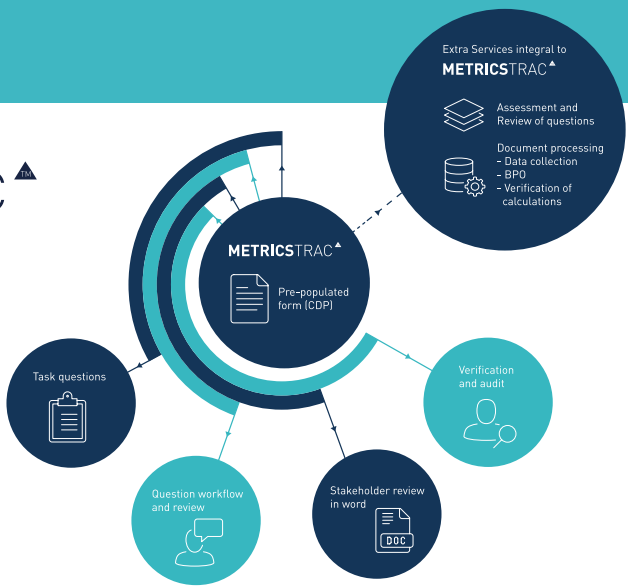 Extra Services integral to
METRICSTRAC
Assessment and
Review of questions
Document processing
- Data collection
- BPO
- Verification of
calculations
C TM
METRICSTRAC
Pre-populated
form (CDP)
Task questions
Verification
and audit
Question workflow
and review
Stakeholder review
in word
DOC